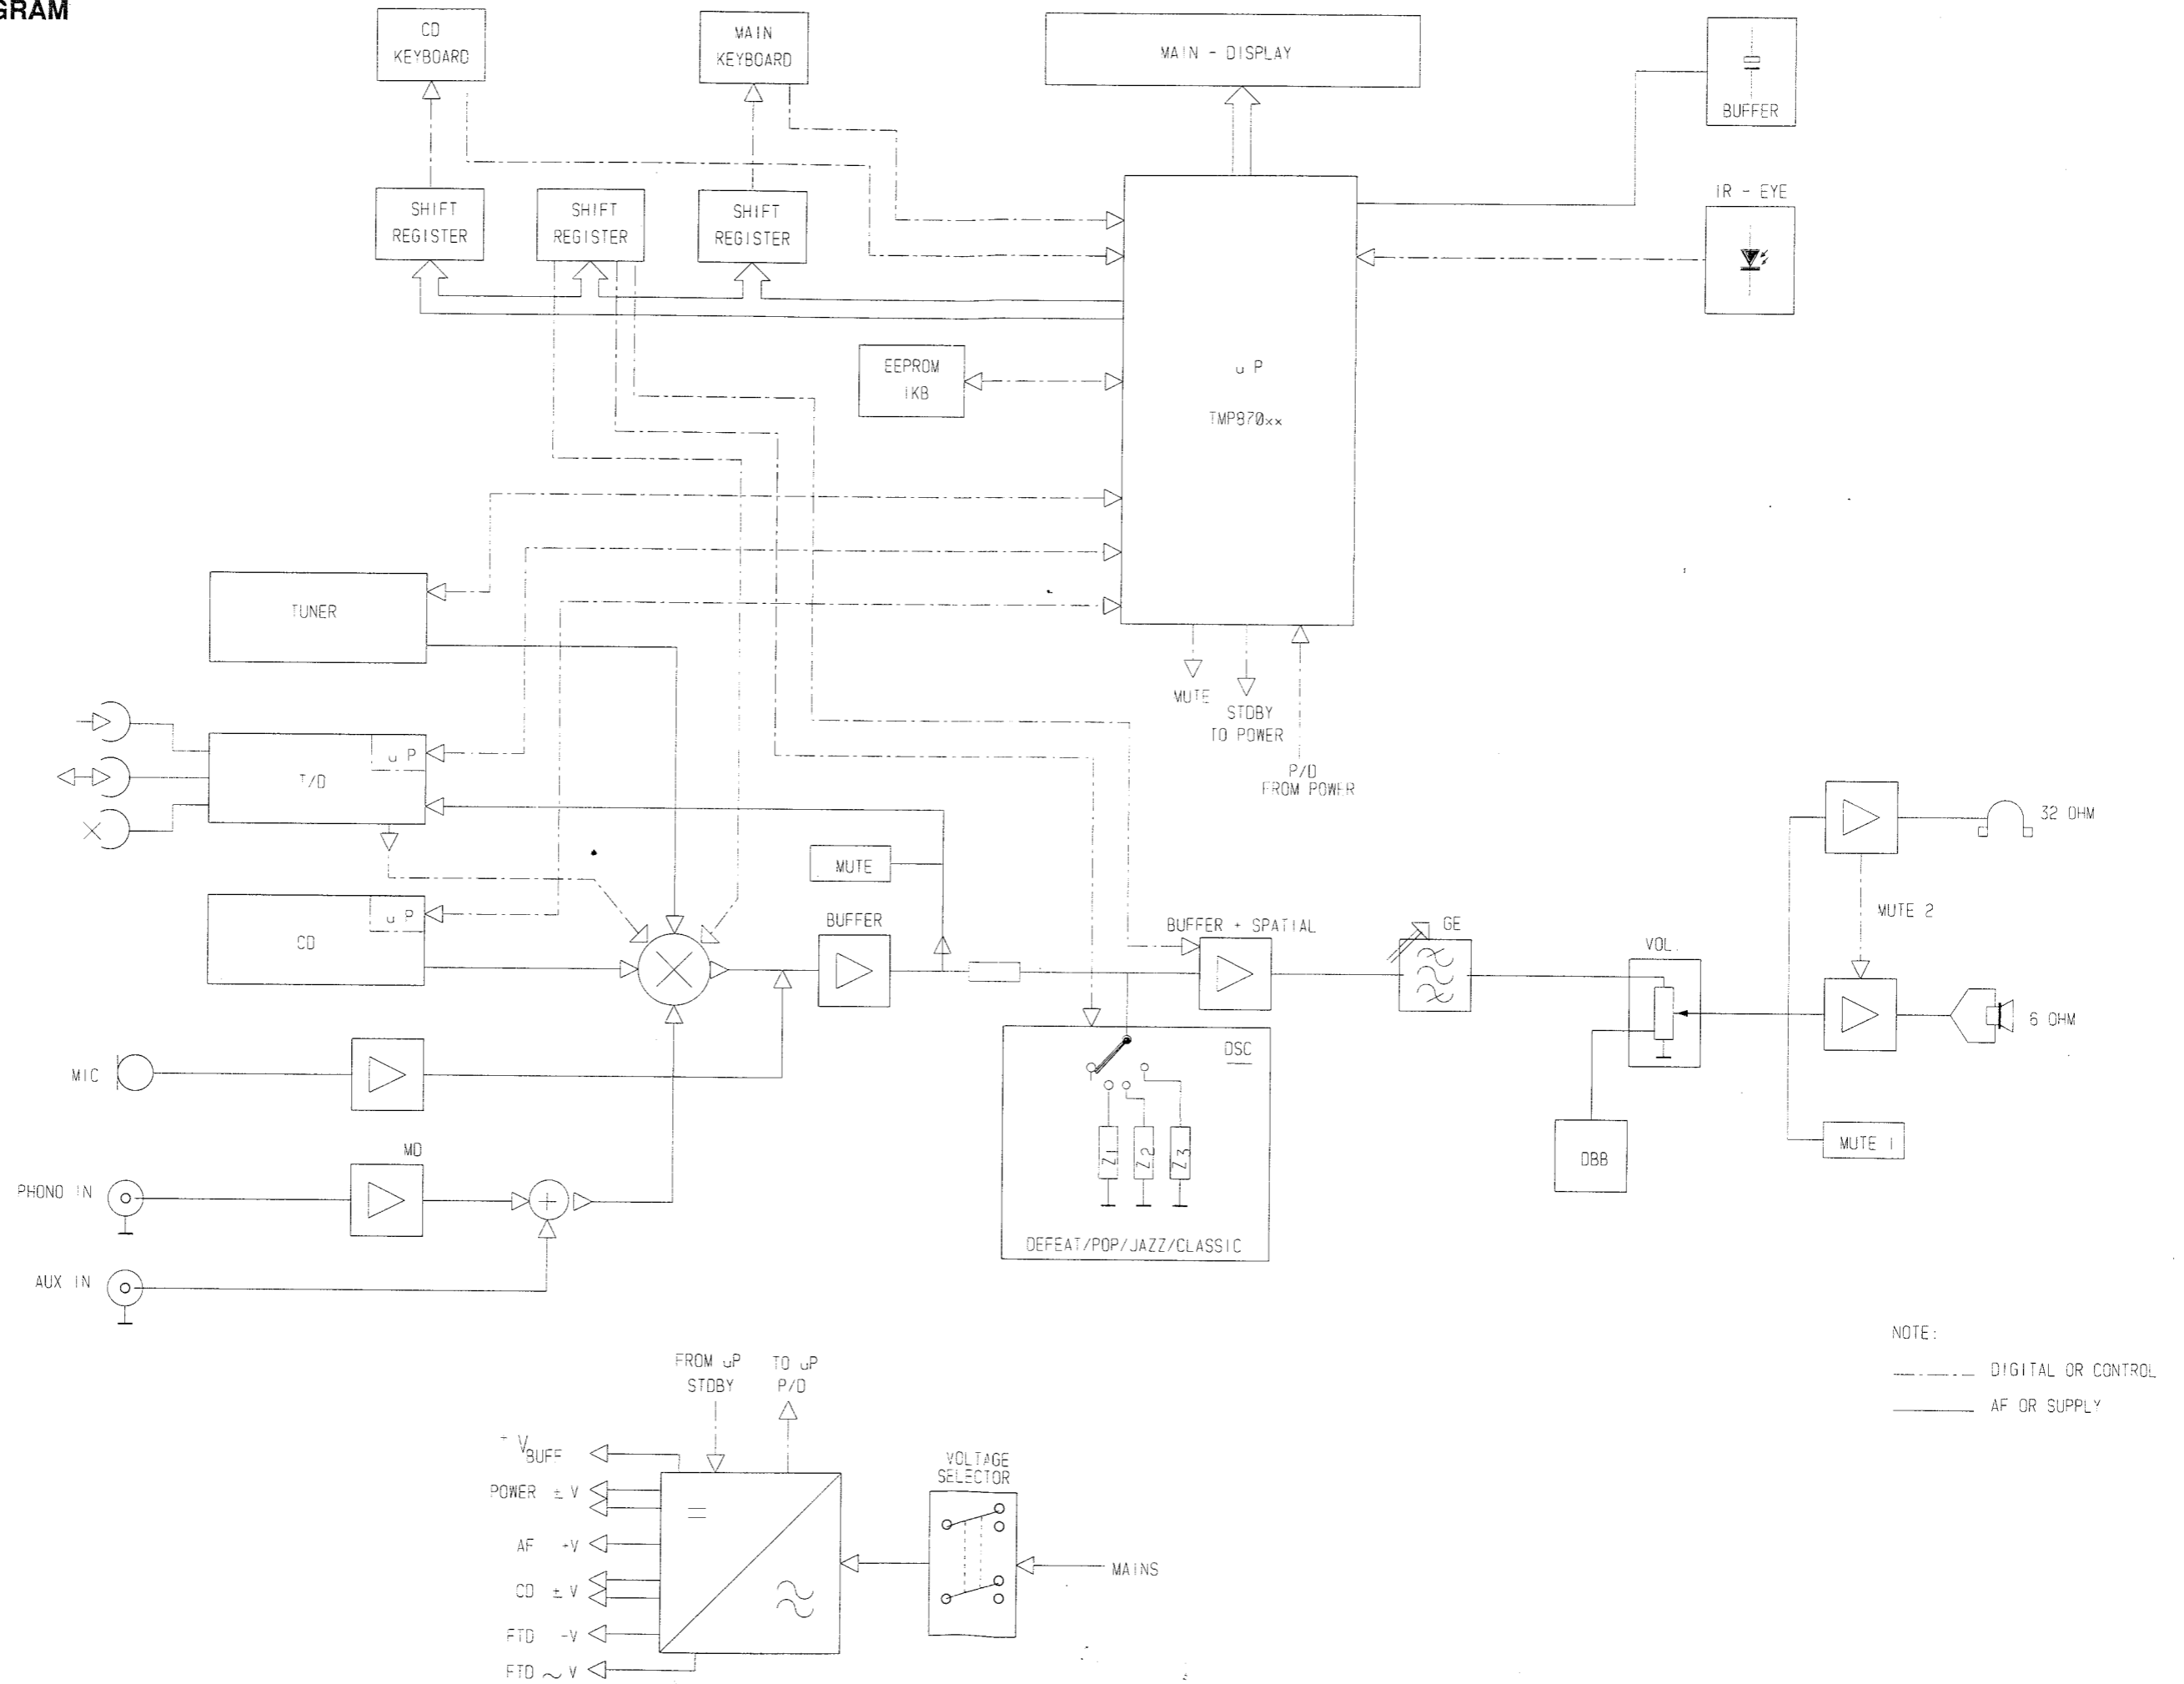 GRAM
CD
KEYBOARD
MAIN
KEYBOARD
MAIN - DISPLAY
BUFFER
SHIFT
REGISTER
SHIFT
REGISTER
SHIFT
REGISTER
IR - EYE
EEPROM
1KB
u P
TMP870xx
TUNER
MUTE
STDBY
TO POWER
P/D
FROM POWER
u P
T/D
32 OHM
MUTE
u P
CD
BUFFER
BUFFER + SPATIAL
GE
MUTE 2
VOL.
6 OHM
MIC
DSC
Z1
Z2
Z3
MUTE 1
DBB
MD
PHONO IN
DEFEAT/POP/JAZZ/CLASSIC
AUX IN
NOTE:
DIGITAL OR CONTROL
AF OR SUPPLY
FROM uP
STDBY
TO uP
P/D
- VBUFF
POWER ± V
AF +V
CD ± V
FTD -V
FTD ~ V
VOLTAGE
SELECTOR
MAINS